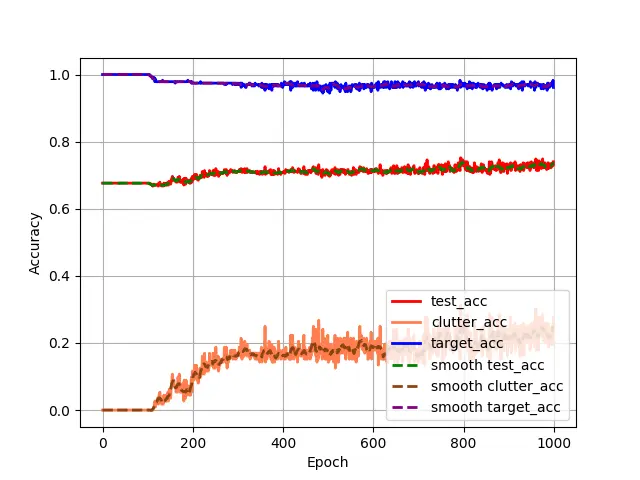 1.0
0.8
0.6
0.4
0.2
0.0
Accuracy
test_acc
clutter_acc
target_acc
smooth test_acc
smooth clutter_acc
smooth target_acc
0 200 400 600 800 1000
Epoch